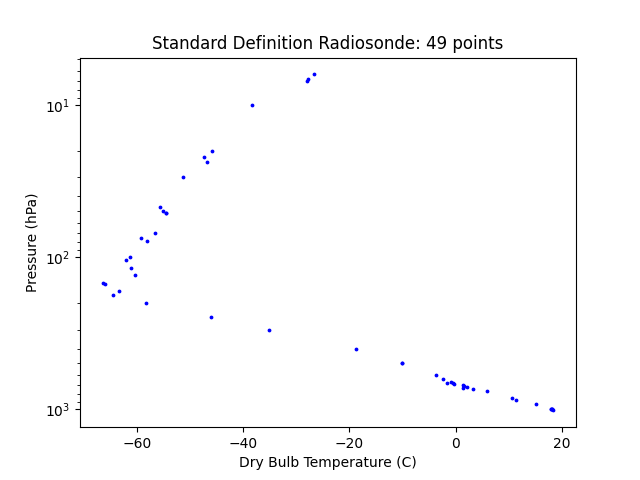 Standard Definition Radiosonde: 49 points
Pressure (hPa)
10¹
10²
10³
−60 −40 −20 0 20
Dry Bulb Temperature (C)